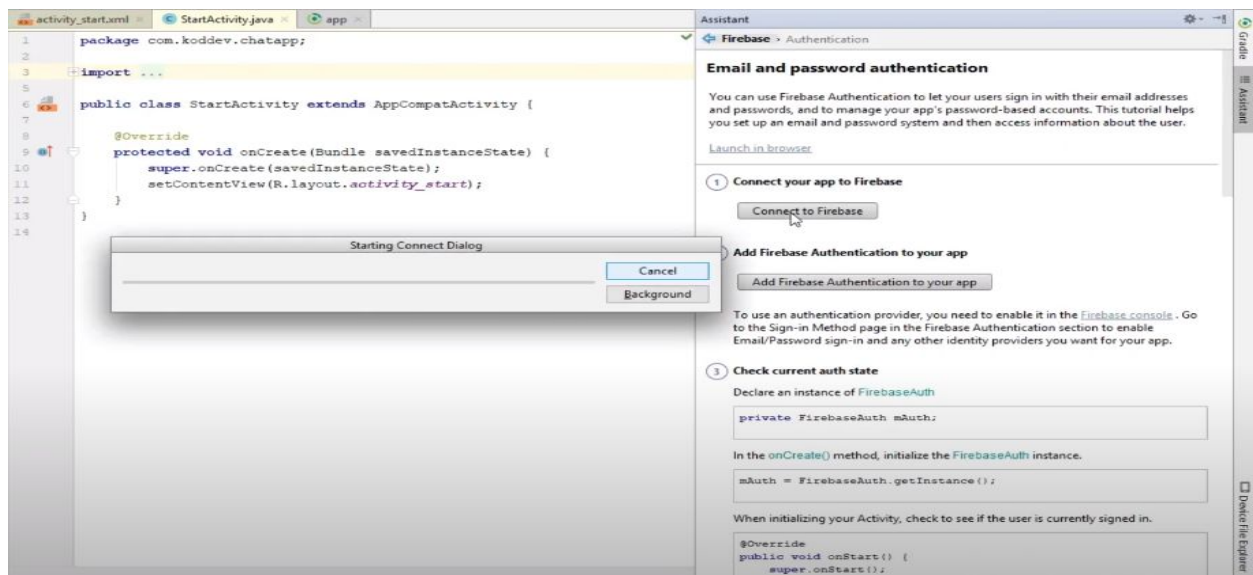 activity_start.xml
StartActivity.java
app
1 package com.koddev.chatapp;
2
3 import ...
5
6 public class StartActivity extends AppCompatActivity {
7
8 @Override
9 protected void onCreate(Bundle savedInstanceState) {
10 super.onCreate(savedInstanceState);
11 setContentView(R.layout.activity_start);
12 }
13 }
14
Starting Connect Dialog
Cancel
Background
Assistant
Firebase › Authentication
Email and password authentication
You can use Firebase Authentication to let your users sign in with their email addresses
and passwords, and to manage your app's password-based accounts. This tutorial helps
you set up an email and password system and then access information about the user.
Launch in browser
1 Connect your app to Firebase
Connect to Firebase
Add Firebase Authentication to your app
Add Firebase Authentication to your app
To use an authentication provider, you need to enable it in the Firebase console . Go
to the Sign-in Method page in the Firebase Authentication section to enable
Email/Password sign-in and any other identity providers you want for your app.
3 Check current auth state
Declare an instance of FirebaseAuth
private FirebaseAuth mAuth;
In the onCreate() method, initialize the FirebaseAuth instance.
mAuth = FirebaseAuth.getInstance();
When initializing your Activity, check to see if the user is currently signed in.
@Override
public void onStart() {
super.onStart();
Gradle
Assistant
Device File Explorer